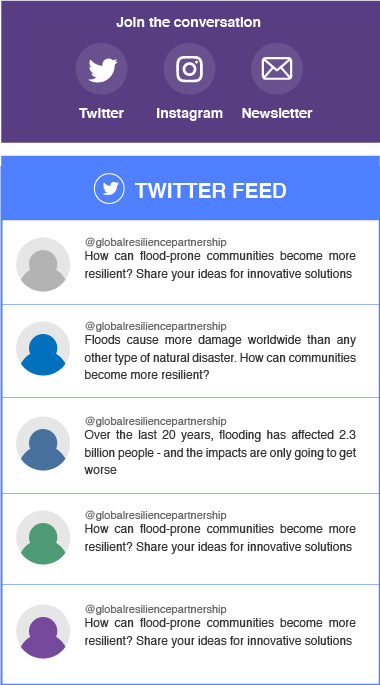 Join the conversation
Twitter Instagram Newsletter
TWITTER FEED
@globalresiliencepartnership
How can flood-prone communities become more
resilient? Share your ideas for innovative solutions
@globalresiliencepartnership
Floods cause more damage worldwide than any
other type of natural disaster. How can communities
become more resilient?
@globalresiliencepartnership
Over the last 20 years, flooding has affected 2.3
billion people - and the impacts are only going to get
worse
@globalresiliencepartnership
How can flood-prone communities become more
resilient? Share your ideas for innovative solutions
@globalresiliencepartnership
How can flood-prone communities become more
resilient? Share your ideas for innovative solutions